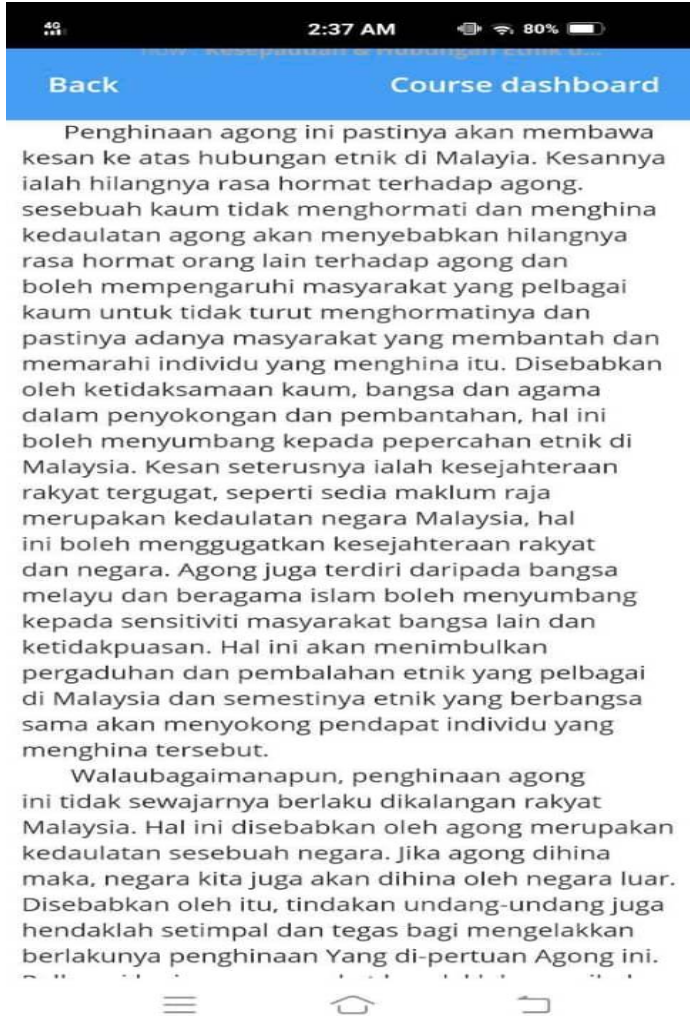 4G 2:37 AM 80%
Back Course dashboard
Penghinaan agong ini pastinya akan membawa
kesan ke atas hubungan etnik di Malayia. Kesannya
ialah hilangnya rasa hormat terhadap agong.
sesebuah kaum tidak menghormati dan menghina
kedaulatan agong akan menyebabkan hilangnya
rasa hormat orang lain terhadap agong dan
boleh mempengaruhi masyarakat yang pelbagai
kaum untuk tidak turut menghormatinya dan
pastinya adanya masyarakat yang membantah dan
memarahi individu yang menghina itu. Disebabkan
oleh ketidaksamaan kaum, bangsa dan agama
dalam penyokongan dan pembantahan, hal ini
boleh menyumbang kepada pepercahan etnik di
Malaysia. Kesan seterusnya ialah kesejahteraan
rakyat tergugat, seperti sedia maklum raja
merupakan kedaulatan negara Malaysia, hal
ini boleh menggugatkan kesejahteraan rakyat
dan negara. Agong juga terdiri daripada bangsa
melayu dan beragama islam boleh menyumbang
kepada sensitiviti masyarakat bangsa lain dan
ketidakpuasan. Hal ini akan menimbulkan
pergaduhan dan pembalahan etnik yang pelbagai
di Malaysia dan semestinya etnik yang berbangsa
sama akan menyokong pendapat individu yang
menghina tersebut.
Walaubagaimanapun, penghinaan agong
ini tidak sewajarnya berlaku dikalangan rakyat
Malaysia. Hal ini disebabkan oleh agong merupakan
kedaulatan sesebuah negara. Jika agong dihina
maka, negara kita juga akan dihina oleh negara luar.
Disebabkan oleh itu, tindakan undang-undang juga
hendaklah setimpal dan tegas bagi mengelakkan
berlakunya penghinaan Yang di-pertuan Agong ini.